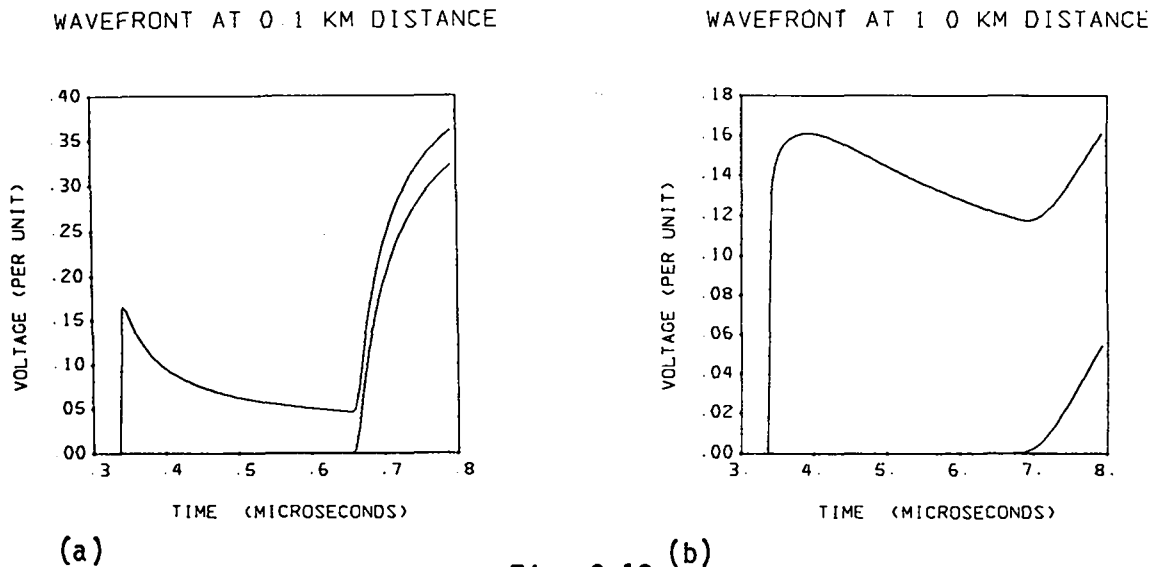 WAVEFRONT AT 0.1 KM DISTANCE
VOLTAGE (PER UNIT)
.40
.35
.30
.25
.20
.15
.10
.05
.00
.3 .4 .5 .6 .7 .8
TIME (MICROSECONDS)
(a)
WAVEFRONT AT 1 0 KM DISTANCE
VOLTAGE (PER UNIT)
.18
.16
.14
.12
.10
.08
.06
.04
.02
.00
3. 4. 5. 6. 7. 8.
TIME (MICROSECONDS)
(b)